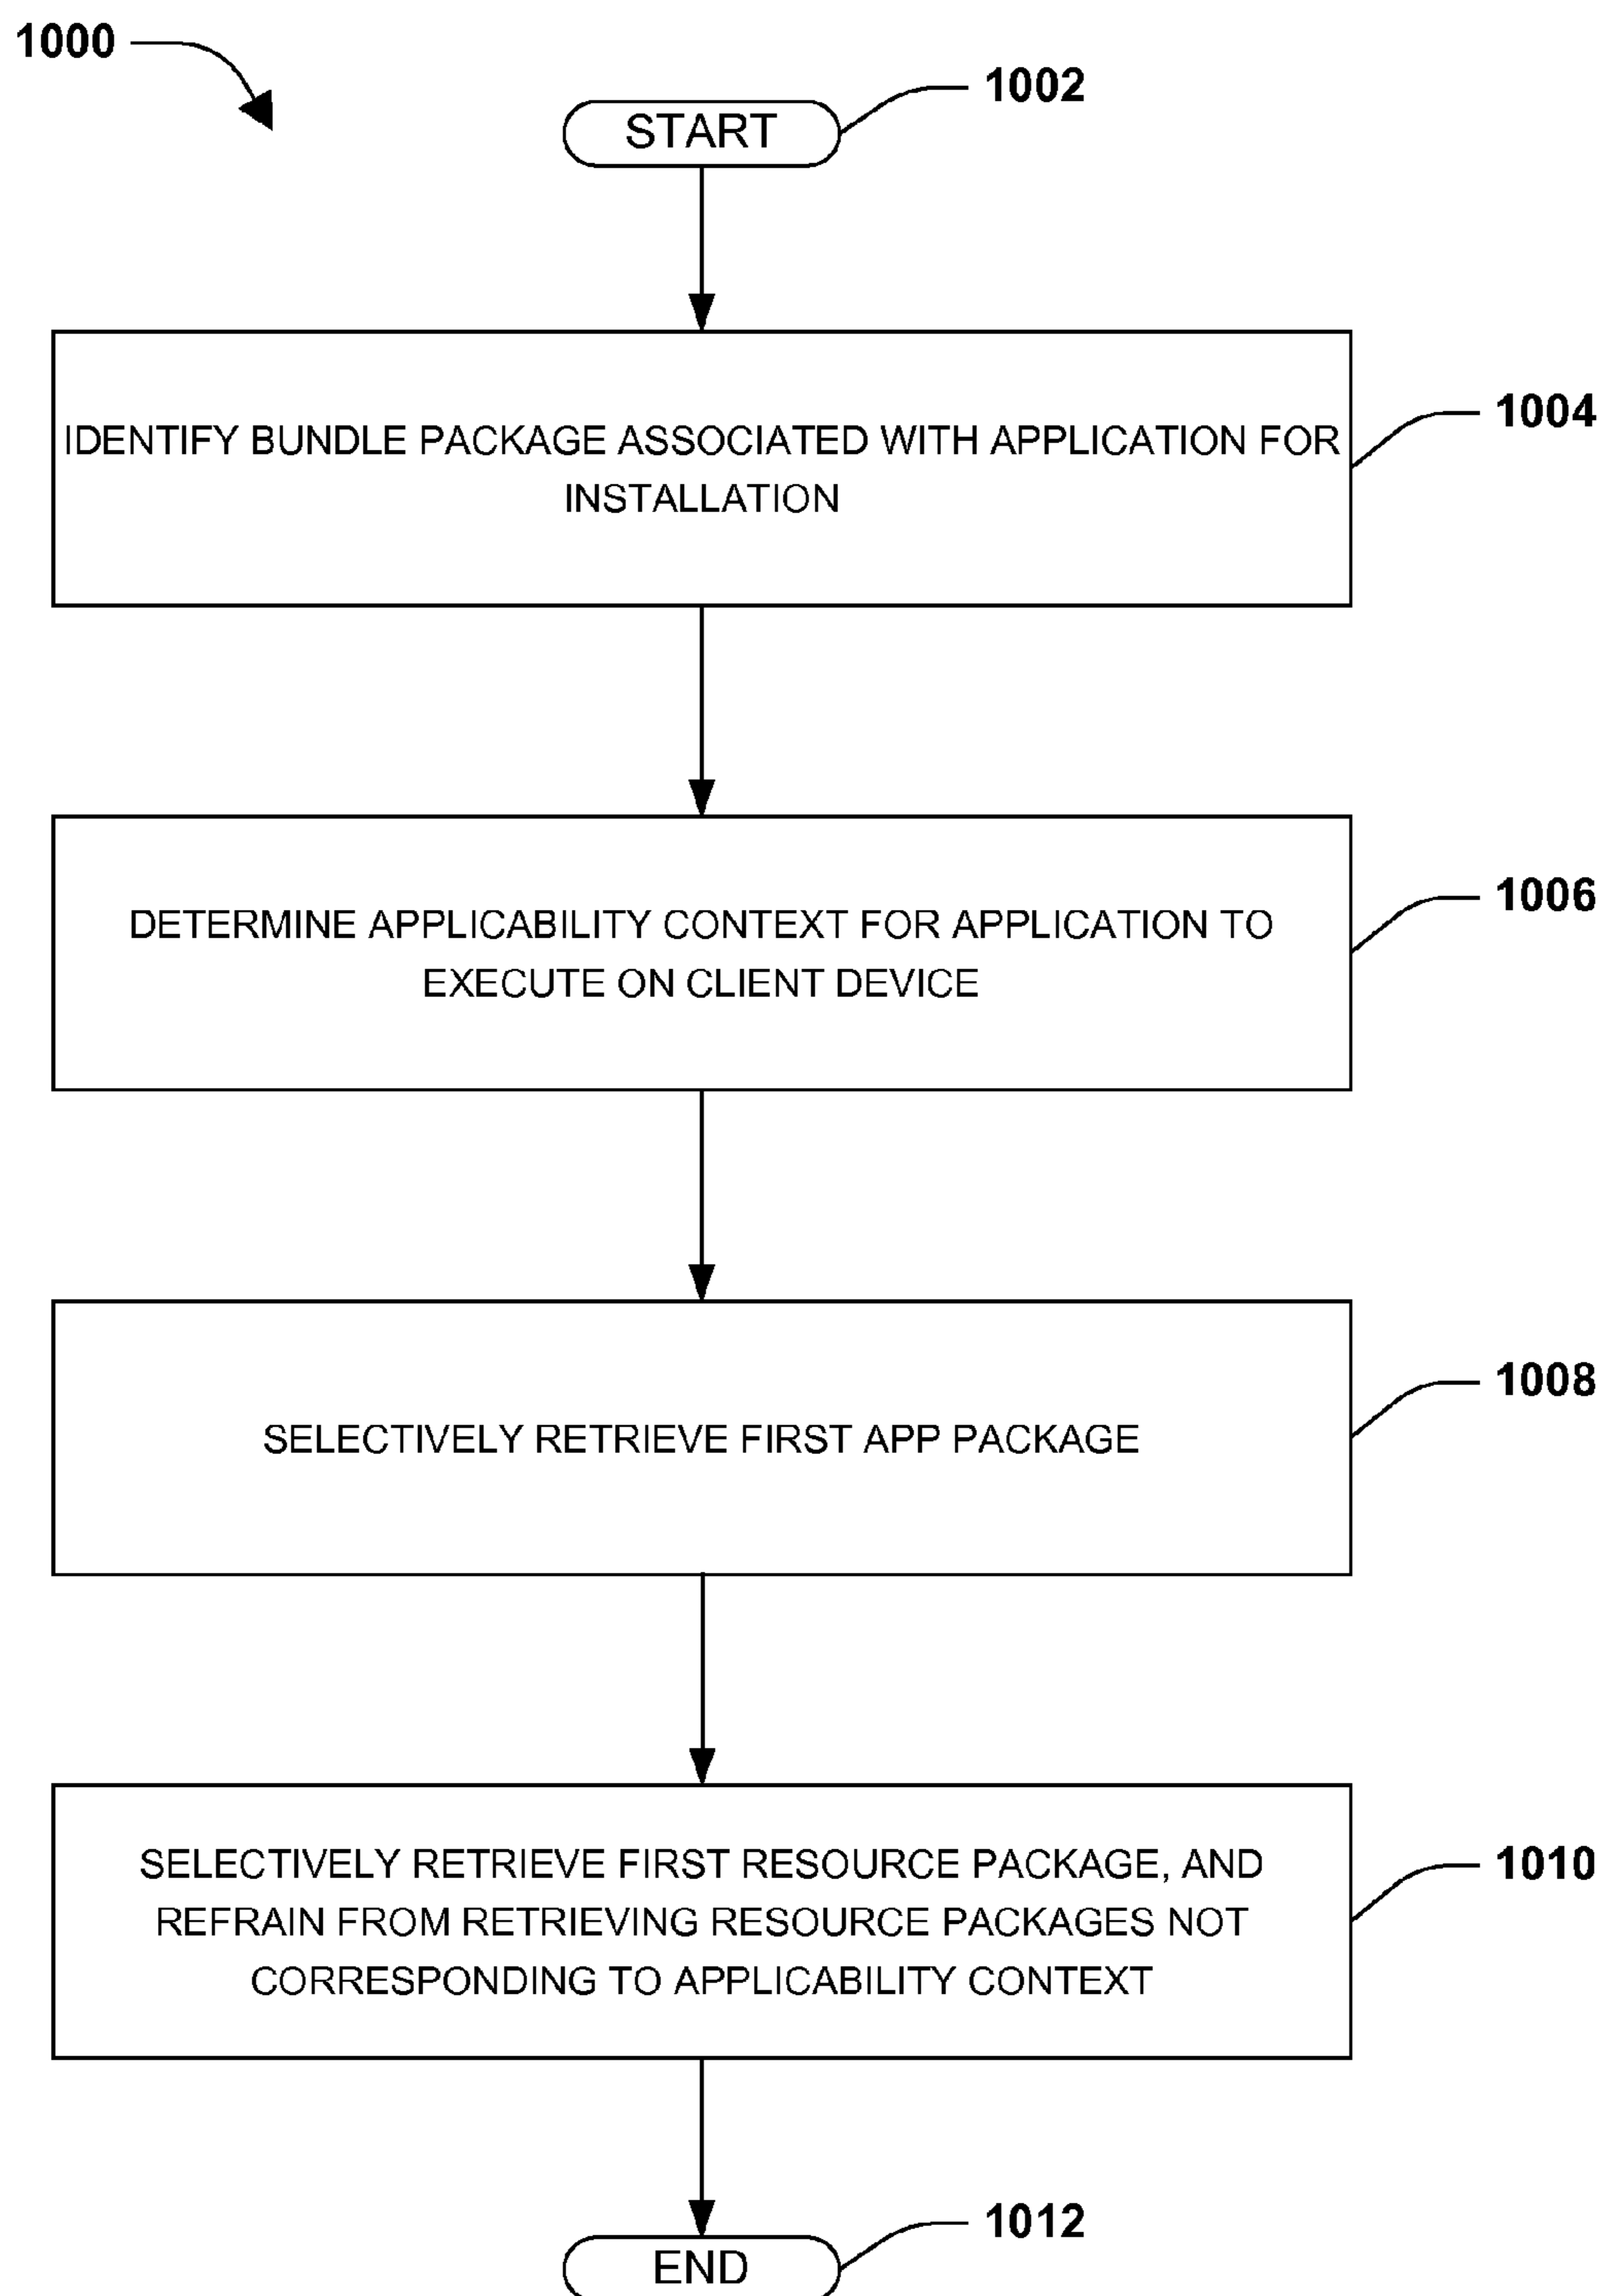 1000
1002
START
1004
IDENTIFY BUNDLE PACKAGE ASSOCIATED WITH APPLICATION FOR
INSTALLATION
1006
DETERMINE APPLICABILITY CONTEXT FOR APPLICATION TO
EXECUTE ON CLIENT DEVICE
1008
SELECTIVELY RETRIEVE FIRST APP PACKAGE
1010
SELECTIVELY RETRIEVE FIRST RESOURCE PACKAGE, AND
REFRAIN FROM RETRIEVING RESOURCE PACKAGES NOT
CORRESPONDING TO APPLICABILITY CONTEXT
1012
END